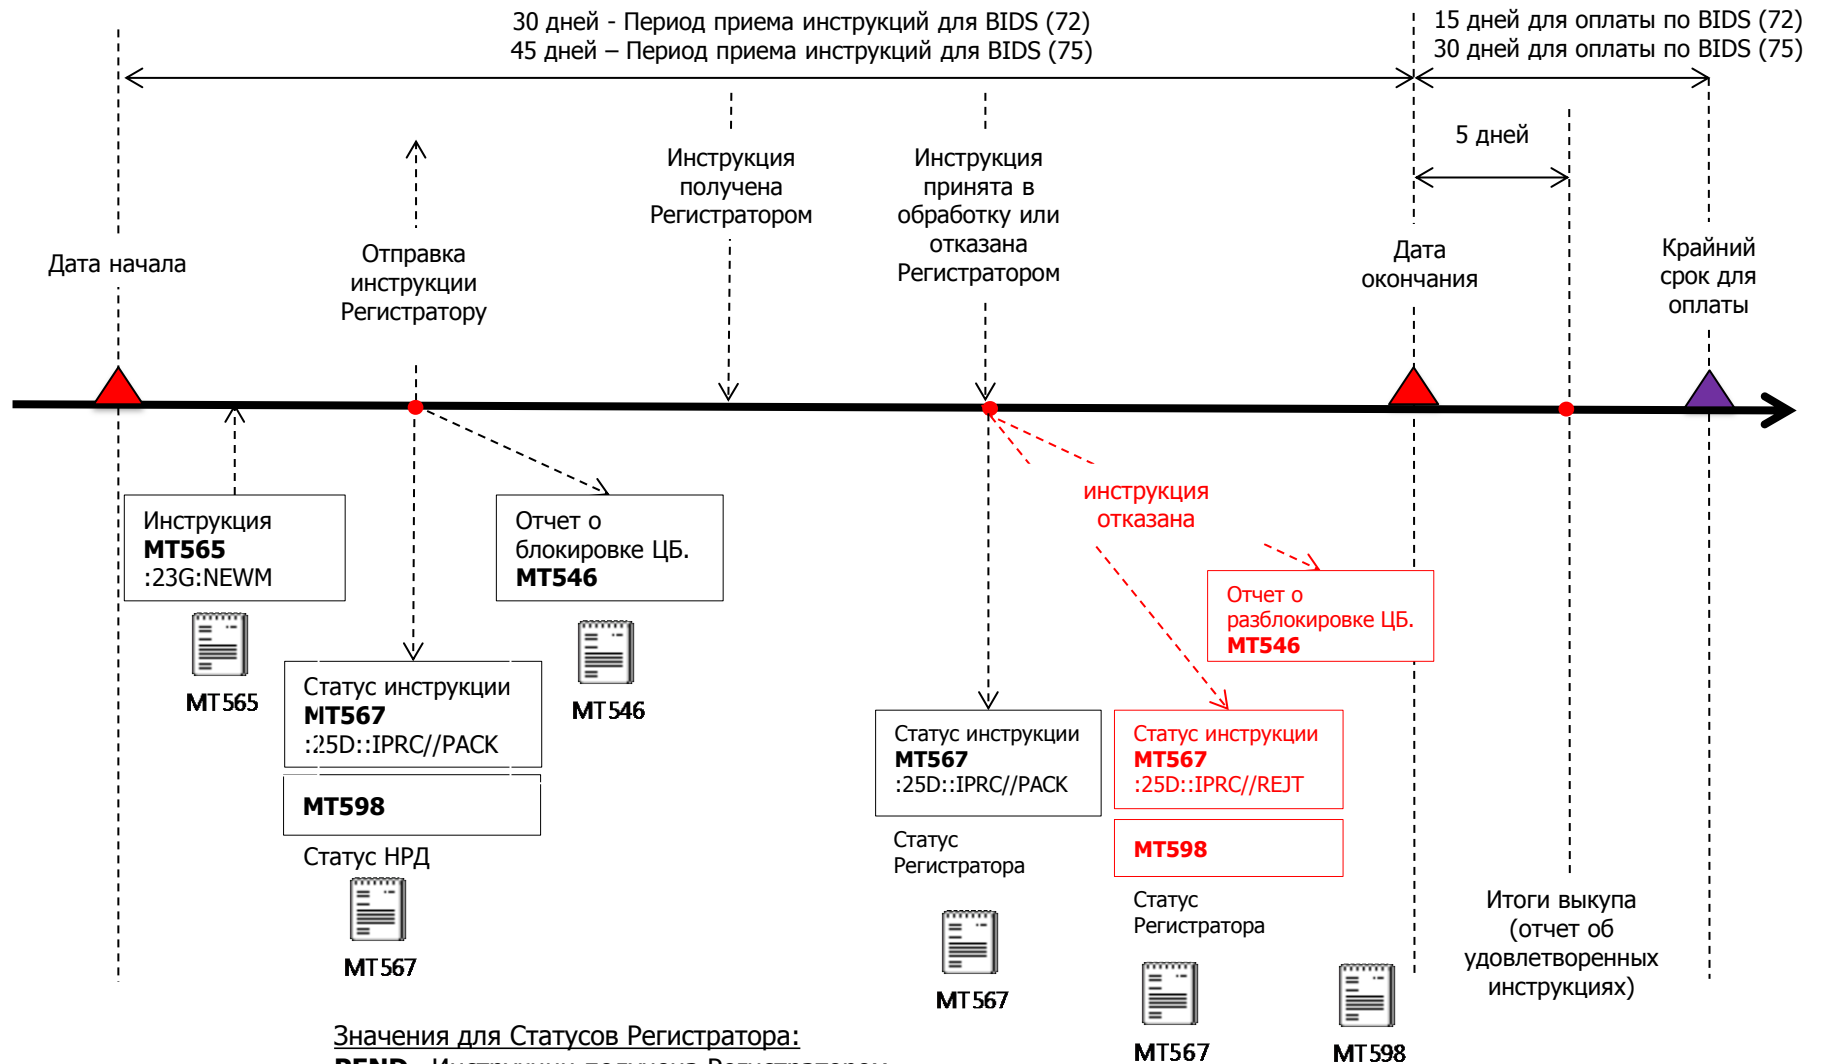 30 дней - Период приема инструкций для BIDS (72)
45 дней – Период приема инструкций для BIDS (75)
15 дней для оплаты по BIDS (72)
30 дней для оплаты по BIDS (75)
5 дней
Инструкция
получена
Регистратором
Инструкция
принята в
обработку или
отказана
Регистратором
Дата начала
Отправка
инструкции
Регистратору
Дата
окончания
Крайний
срок для
оплаты
Инструкция
MT565
:23G:NEWM
MT565
Отчет о
блокировке ЦБ.
MT546
MT546
Статус инструкции
MT567
:25D::IPRC//PACK
MT598
Статус НРД
MT567
инструкция
отказана
Отчет о
разблокировке ЦБ.
MT546
Статус инструкции
MT567
:25D::IPRC//PACK
Статус
Регистратора
MT567
Статус инструкции
MT567
:25D::IPRC//REJT
MT598
Статус
Регистратора
MT567
MT598
Итоги выкупа
(отчет об
удовлетворенных
инструкциях)
Значения для Статусов Регистратора:
PEND - Инструкции получена Регистратором